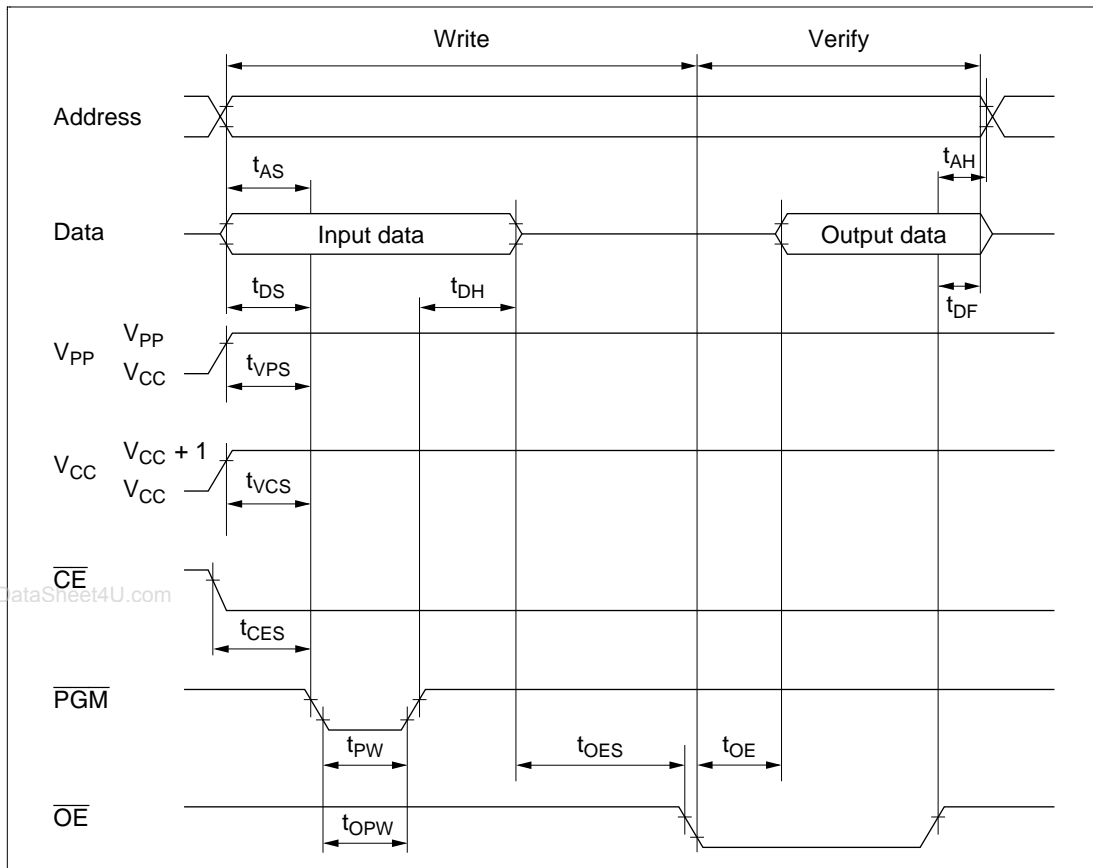 Write Verify
Address
tAS tAH
Data Input data Output data
tDS tDH tDF
VPP VPP
VCC
tVPS
VCC VCC + 1
VCC
tVCS
CE
DataSheet4U.com
tCES
PGM
tPW tOES tOE
OE
tOPW